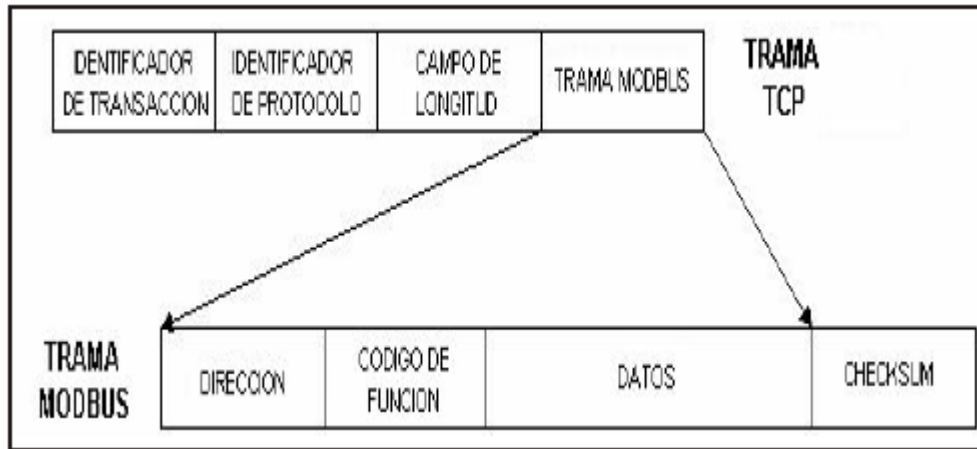 IDENTIFICADOR
DE TRANSACCION
IDENTIFICADOR
DE PROTOCOLO
CAMPO DE
LONGITUD
TRAMA MODBUS
TRAMA
TCP
TRAMA
MODBUS
DIRECCION
CODIGO DE
FUNCION
DATOS
CHECKSUM